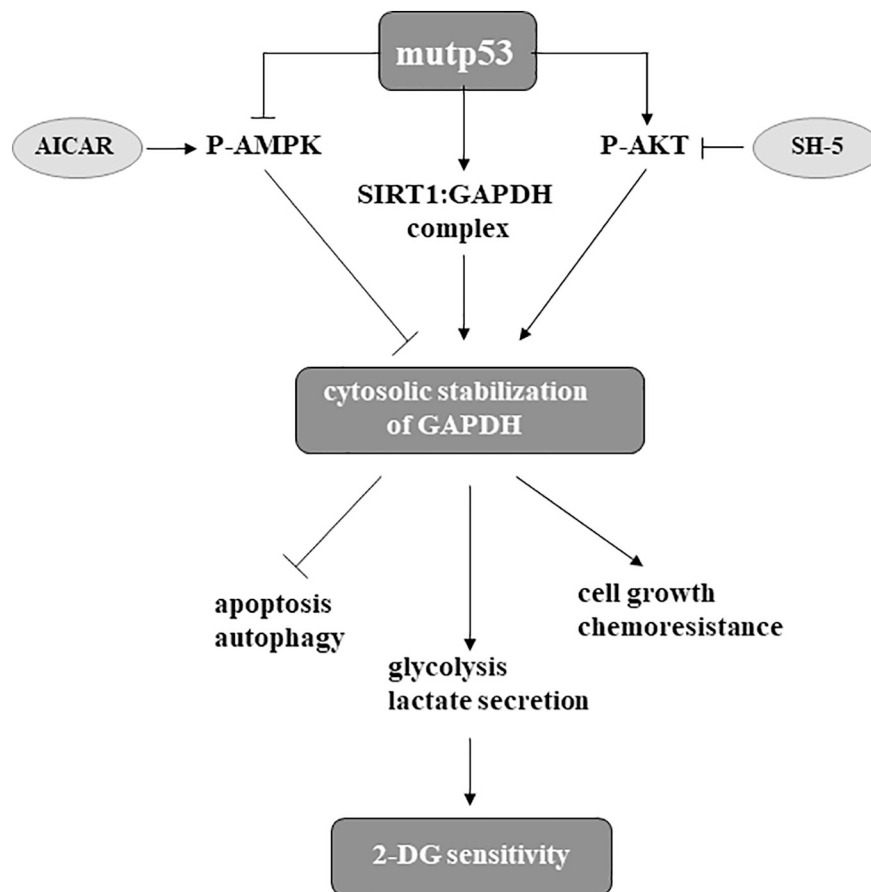 mutp53
AICAR
P-AMPK
P-AKT
SH-5
SIRT1:GAPDH
complex
cytosolic stabilization
of GAPDH
apoptosis
autophagy
cell growth
chemoresistance
glycolysis
lactate secretion
2-DG sensitivity